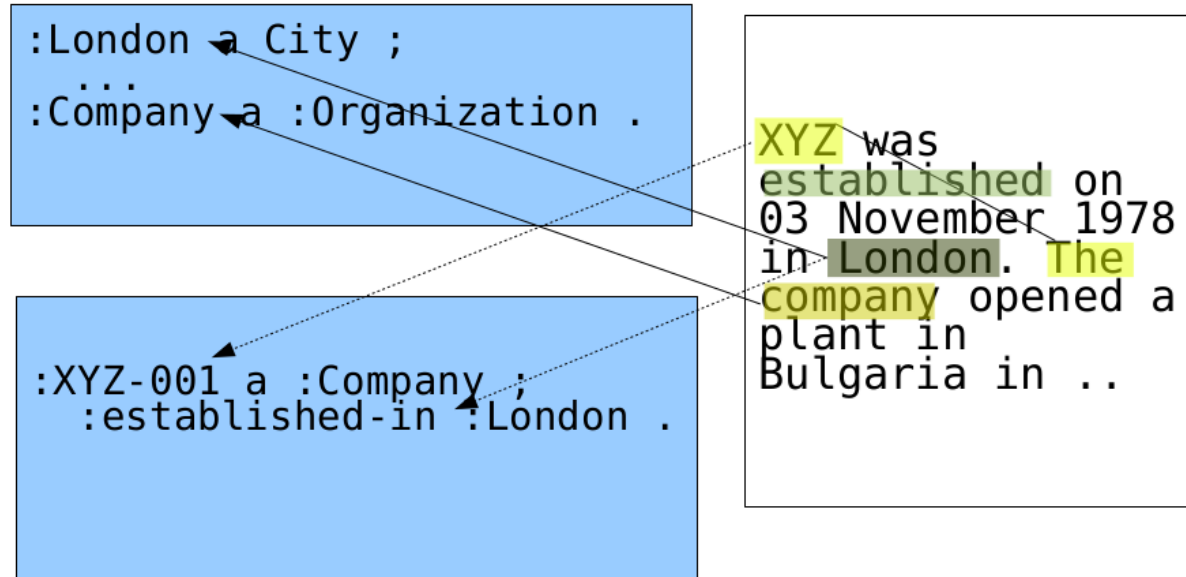 :London a City ;
...
:Company a :Organization .
:XYZ-001 a :Company ;
:established-in :London .
XYZ was
established on
03 November 1978
in London. The
company opened a
plant in
Bulgaria in ..